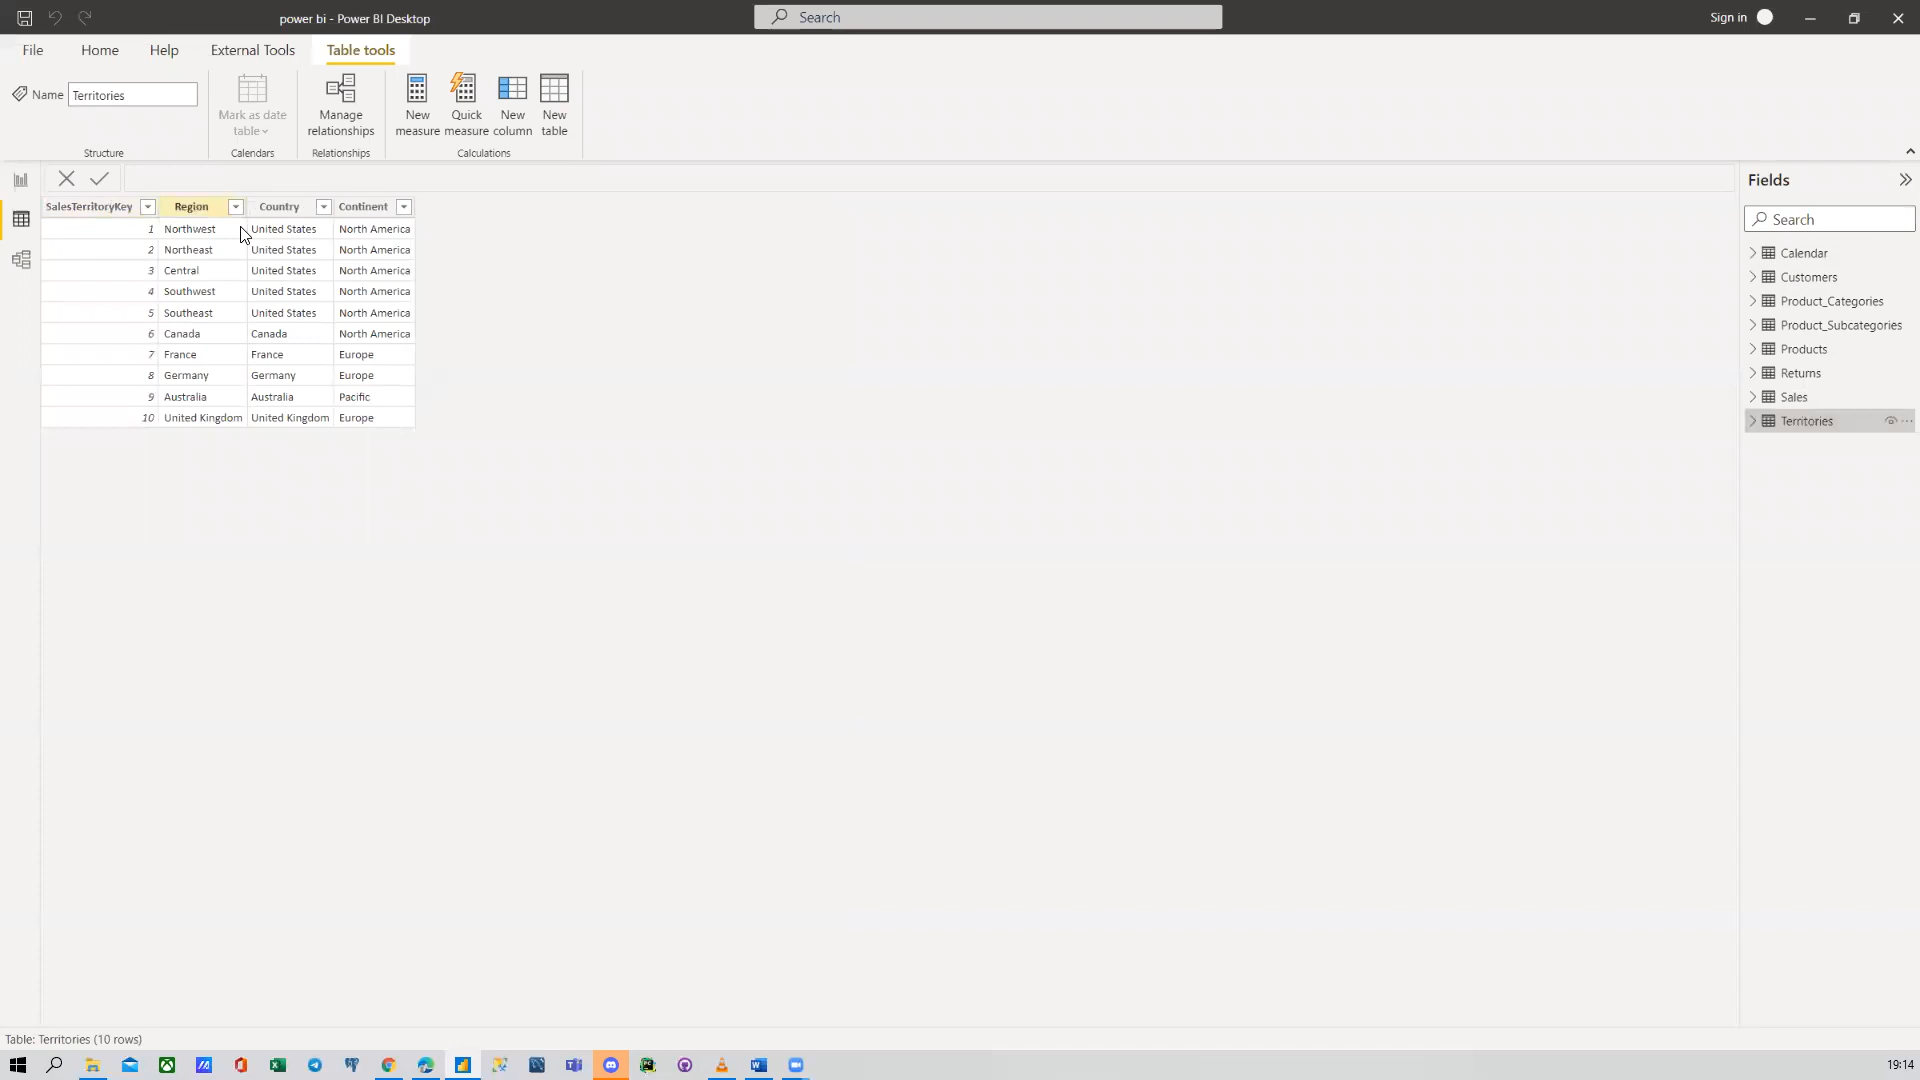 power bi - Power BI Desktop
Search
Sign in
File
Home
Help
External Tools
Table tools
Name
Territories
Mark as date
table
Manage
relationships
New
measure
Quick
measure
New
column
New
table
Structure
Calendars
Relationships
Calculations
Fields
Search
Calendar
Customers
Product_Categories
Product_Subcategories
Products
Returns
Sales
Territories
SalesTerritoryKey Region Country Continent
1 Northwest United States North America
2 Northeast United States North America
3 Central United States North America
4 Southwest United States North America
5 Southeast United States North America
6 Canada Canada North America
7 France France Europe
8 Germany Germany Europe
9 Australia Australia Pacific
10 United Kingdom United Kingdom Europe
Table: Territories (10 rows)
19:14